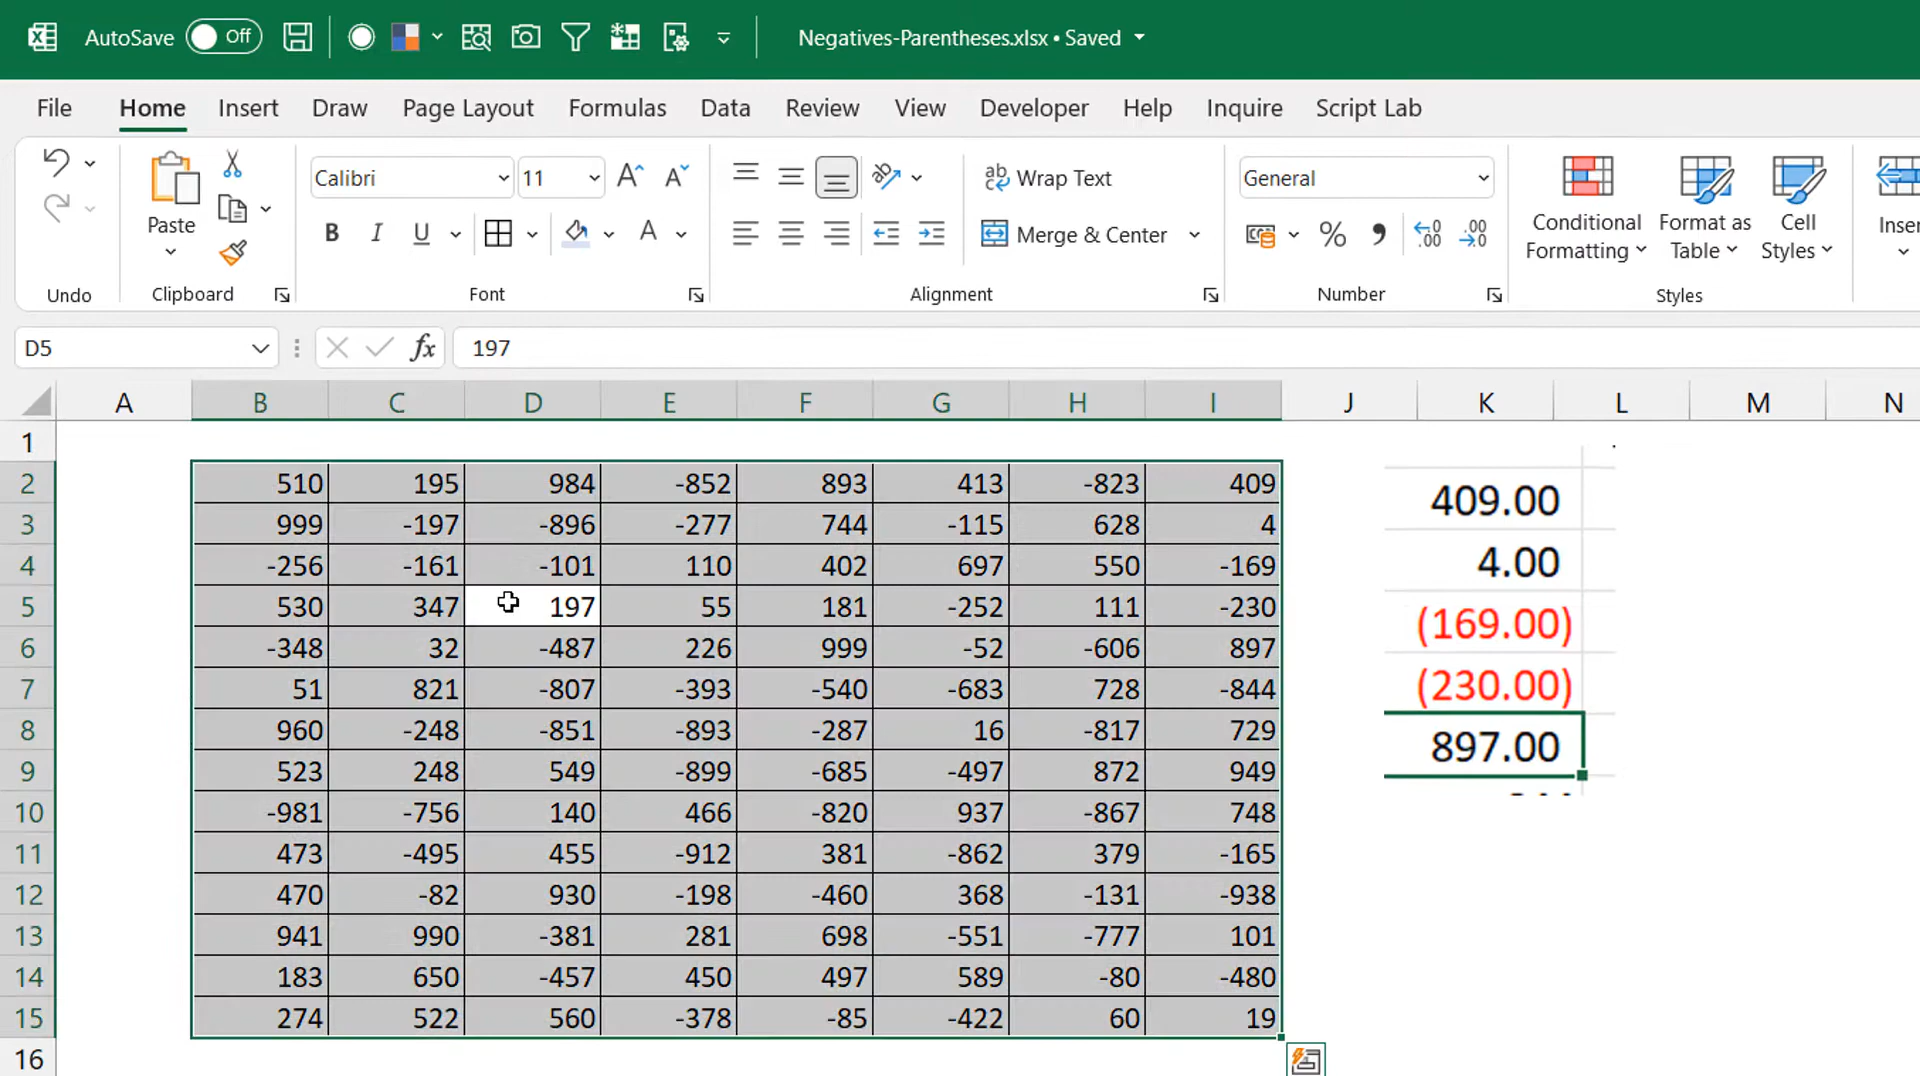 AutoSave Off Negatives-Parentheses.xlsx • Saved
File Home Insert Draw Page Layout Formulas Data Review View Developer Help Inquire Script Lab
Calibri 11 Wrap Text General
Paste B I U A Merge & Center % Conditional Formatting Format as Table Cell Styles
Undo Clipboard Font Alignment Number Styles
D5 fx 197
A B C D E F G H I J K L M N
1
2 510 195 984 -852 893 413 -823 409 409.00
3 999 -197 -896 -277 744 -115 628 4 4.00
4 -256 -161 -101 110 402 697 550 -169 (169.00)
5 530 347 197 55 181 -252 111 -230 (230.00)
6 -348 32 -487 226 999 -52 -606 897 897.00
7 51 821 -807 -393 -540 -683 728 -844
8 960 -248 -851 -893 -287 16 -817 729
9 523 248 549 -899 -685 -497 872 949
10 -981 -756 140 466 -820 937 -867 748
11 473 -495 455 -912 381 -862 379 -165
12 470 -82 930 -198 -460 368 -131 -938
13 941 990 -381 281 698 -551 -777 101
14 183 650 -457 450 497 589 -80 -480
15 274 522 560 -378 -85 -422 60 19
16